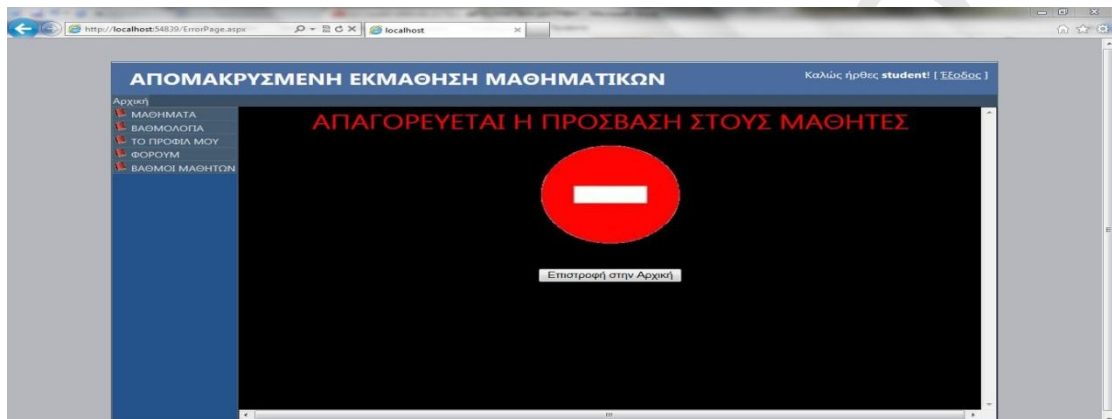 http://localhost:54839/ErrorPage.aspx
localhost
ΑΠΟΜΑΚΡΥΣΜΕΝΗ ΕΚΜΑΘΗΣΗ ΜΑΘΗΜΑΤΙΚΩΝ
Καλώς ήρθες student! [ Έξοδος ]
Αρχική
ΜΑΘΗΜΑΤΑ
ΒΑΘΜΟΛΟΓΙΑ
ΤΟ ΠΡΟΦΙΛ ΜΟΥ
ΦΟΡΟΥΜ
ΒΑΘΜΟΙ ΜΑΘΗΤΩΝ
ΑΠΑΓΟΡΕΥΕΤΑΙ Η ΠΡΟΣΒΑΣΗ ΣΤΟΥΣ ΜΑΘΗΤΕΣ
Επιστροφή στην Αρχική